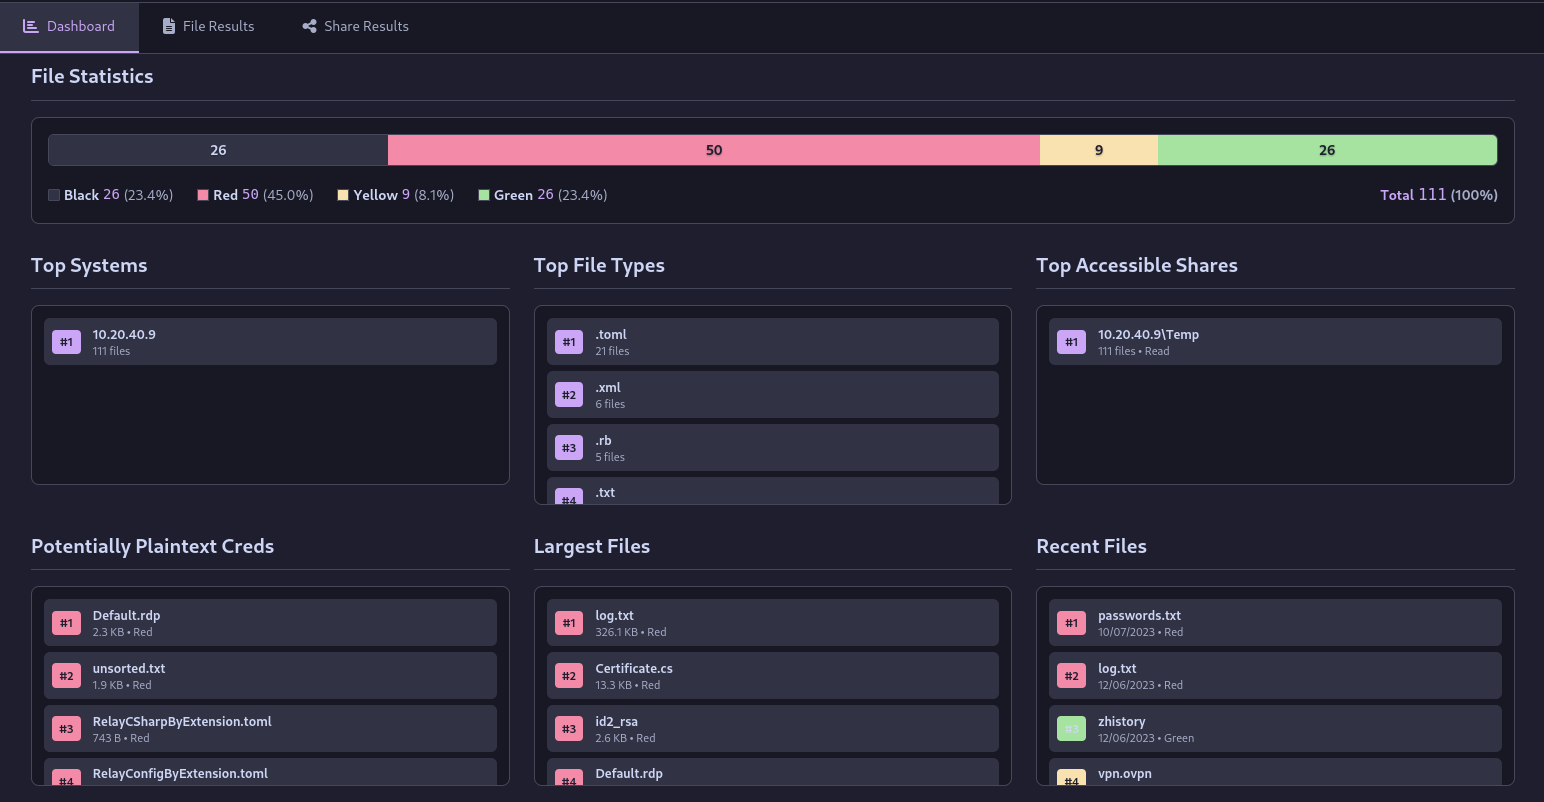 Dashboard
File Results
Share Results
File Statistics
26
50
9
26
Black 26 (23.4%)
Red 50 (45.0%)
Yellow 9 (8.1%)
Green 26 (23.4%)
Total 111 (100%)
Top Systems
#1
10.20.40.9
111 files
Top File Types
#1
.toml
21 files
#2
.xml
6 files
#3
.rb
5 files
#4
.txt
Top Accessible Shares
#1
10.20.40.9\Temp
111 files • Read
Potentially Plaintext Creds
#1
Default.rdp
2.3 KB • Red
#2
unsorted.txt
1.9 KB • Red
#3
RelayCSharpByExtension.toml
743 B • Red
#4
RelayConfigByExtension.toml
Largest Files
#1
log.txt
326.1 KB • Red
#2
Certificate.cs
13.3 KB • Red
#3
id2_rsa
2.6 KB • Red
#4
Default.rdp
Recent Files
#1
passwords.txt
10/07/2023 • Red
#2
log.txt
12/06/2023 • Red
#3
zhistory
12/06/2023 • Green
#4
vpn.ovpn